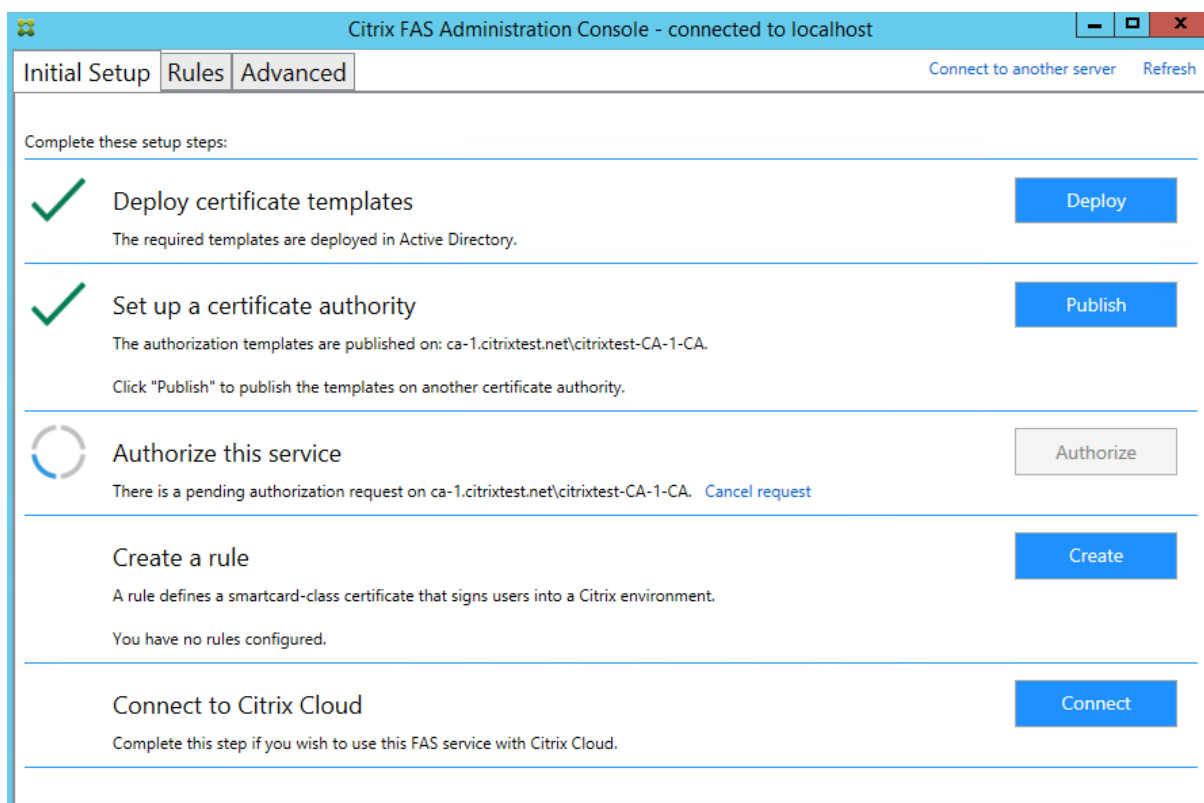 Citrix FAS Administration Console - connected to localhost
Initial Setup Rules Advanced Connect to another server Refresh
Complete these setup steps:
Deploy certificate templates Deploy
The required templates are deployed in Active Directory.
Set up a certificate authority Publish
The authorization templates are published on: ca-1.citrixtest.net\citrixtest-CA-1-CA.
Click "Publish" to publish the templates on another certificate authority.
Authorize this service Authorize
There is a pending authorization request on ca-1.citrixtest.net\citrixtest-CA-1-CA. Cancel request
Create a rule Create
A rule defines a smartcard-class certificate that signs users into a Citrix environment.
You have no rules configured.
Connect to Citrix Cloud Connect
Complete this step if you wish to use this FAS service with Citrix Cloud.